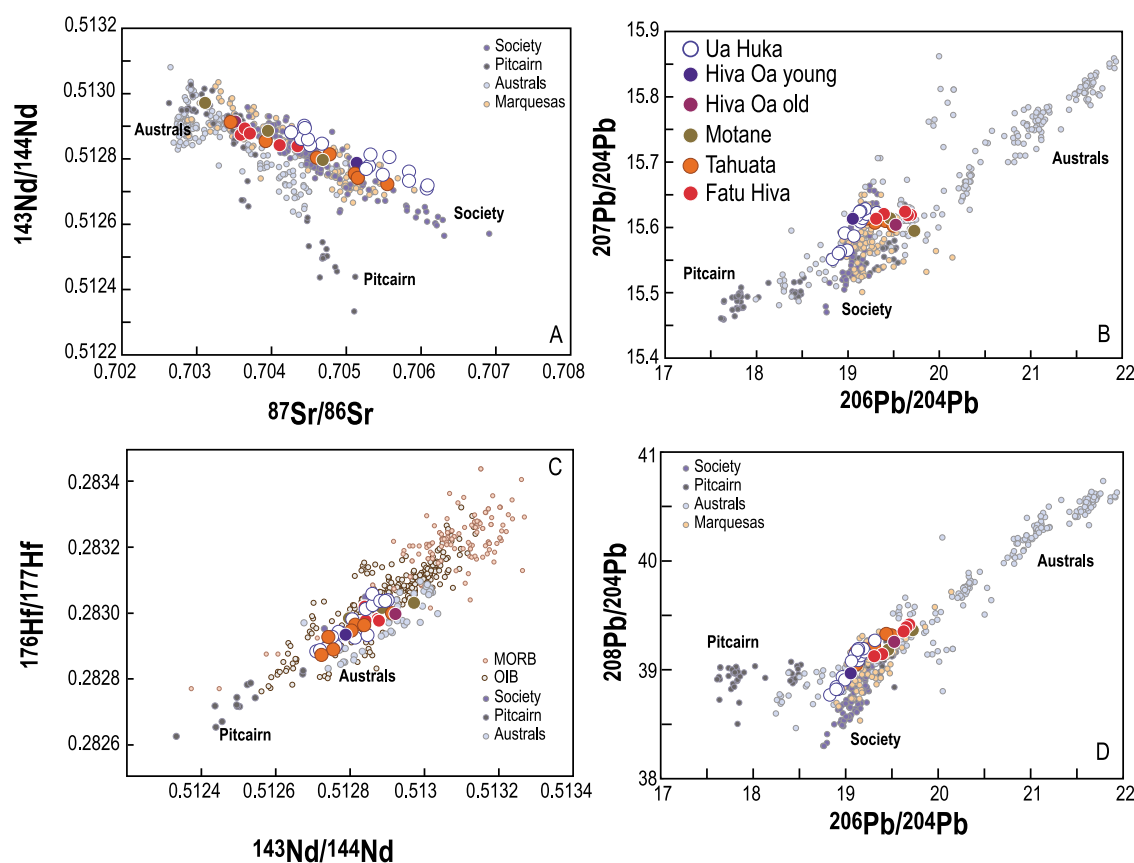 0.5132
0.5130
0.5128
0.5126
0.5124
0.5122
143Nd/144Nd
Society
Pitcairn
Australs
Marquesas
Australs
Society
Pitcairn
A
0.702
0.703
0.704
0.705
0.706
0.707
0.708
87Sr/86Sr
15.9
15.8
15.7
15.6
15.5
15.4
207Pb/204Pb
Ua Huka
Hiva Oa young
Hiva Oa old
Motane
Tahuata
Fatu Hiva
Australs
Pitcairn
Society
B
17
18
19
20
21
22
206Pb/204Pb
0.2834
0.2832
0.2830
0.2828
0.2826
176Hf/177Hf
C
Australs
Pitcairn
MORB
OIB
Society
Pitcairn
Australs
0.5124
0.5126
0.5128
0.513
0.5132
0.5134
143Nd/144Nd
41
40
39
38
208Pb/204Pb
Society
Pitcairn
Australs
Marquesas
Australs
Pitcairn
Society
D
17
18
19
20
21
22
206Pb/204Pb